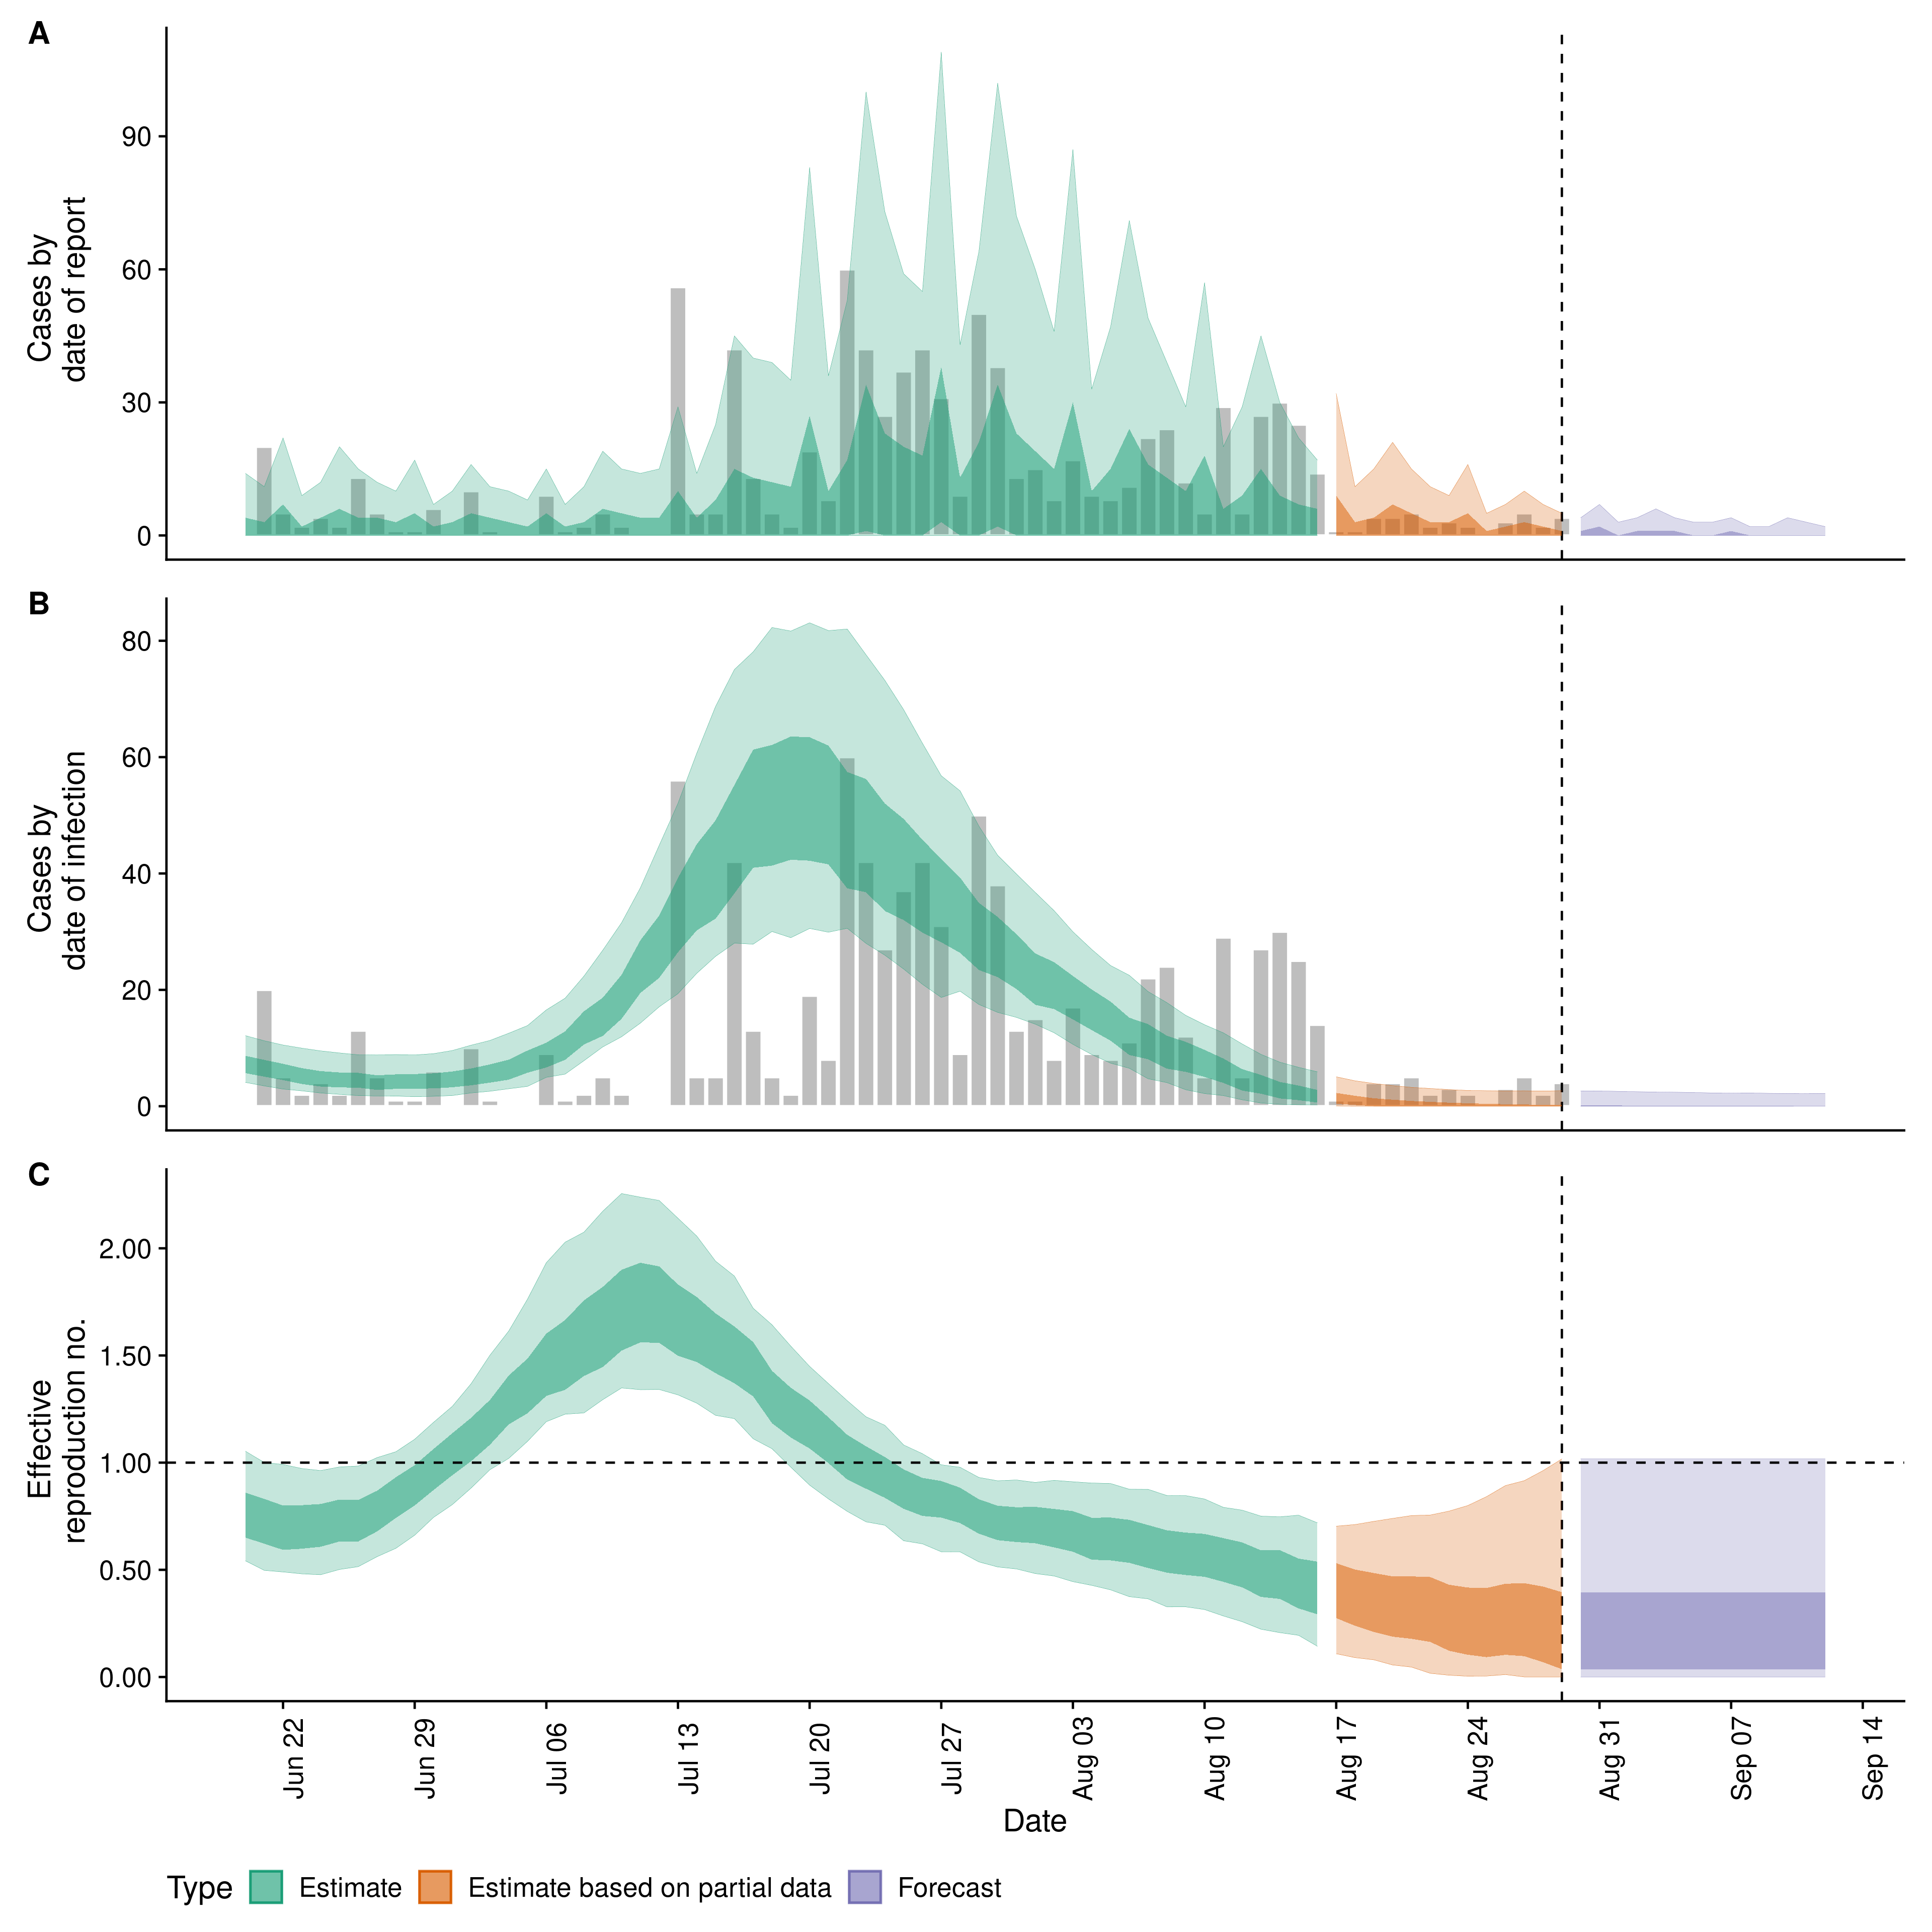 A
Cases by
date of report
90
60
30
0
B
Cases by
date of infection
80
60
40
20
0
C
Effective
reproduction no.
2.00
1.50
1.00
0.50
0.00
Jun 22
Jun 29
Jul 06
Jul 13
Jul 20
Jul 27
Aug 03
Aug 10
Aug 17
Aug 24
Aug 31
Sep 07
Sep 14
Date
Type Estimate Estimate based on partial data Forecast